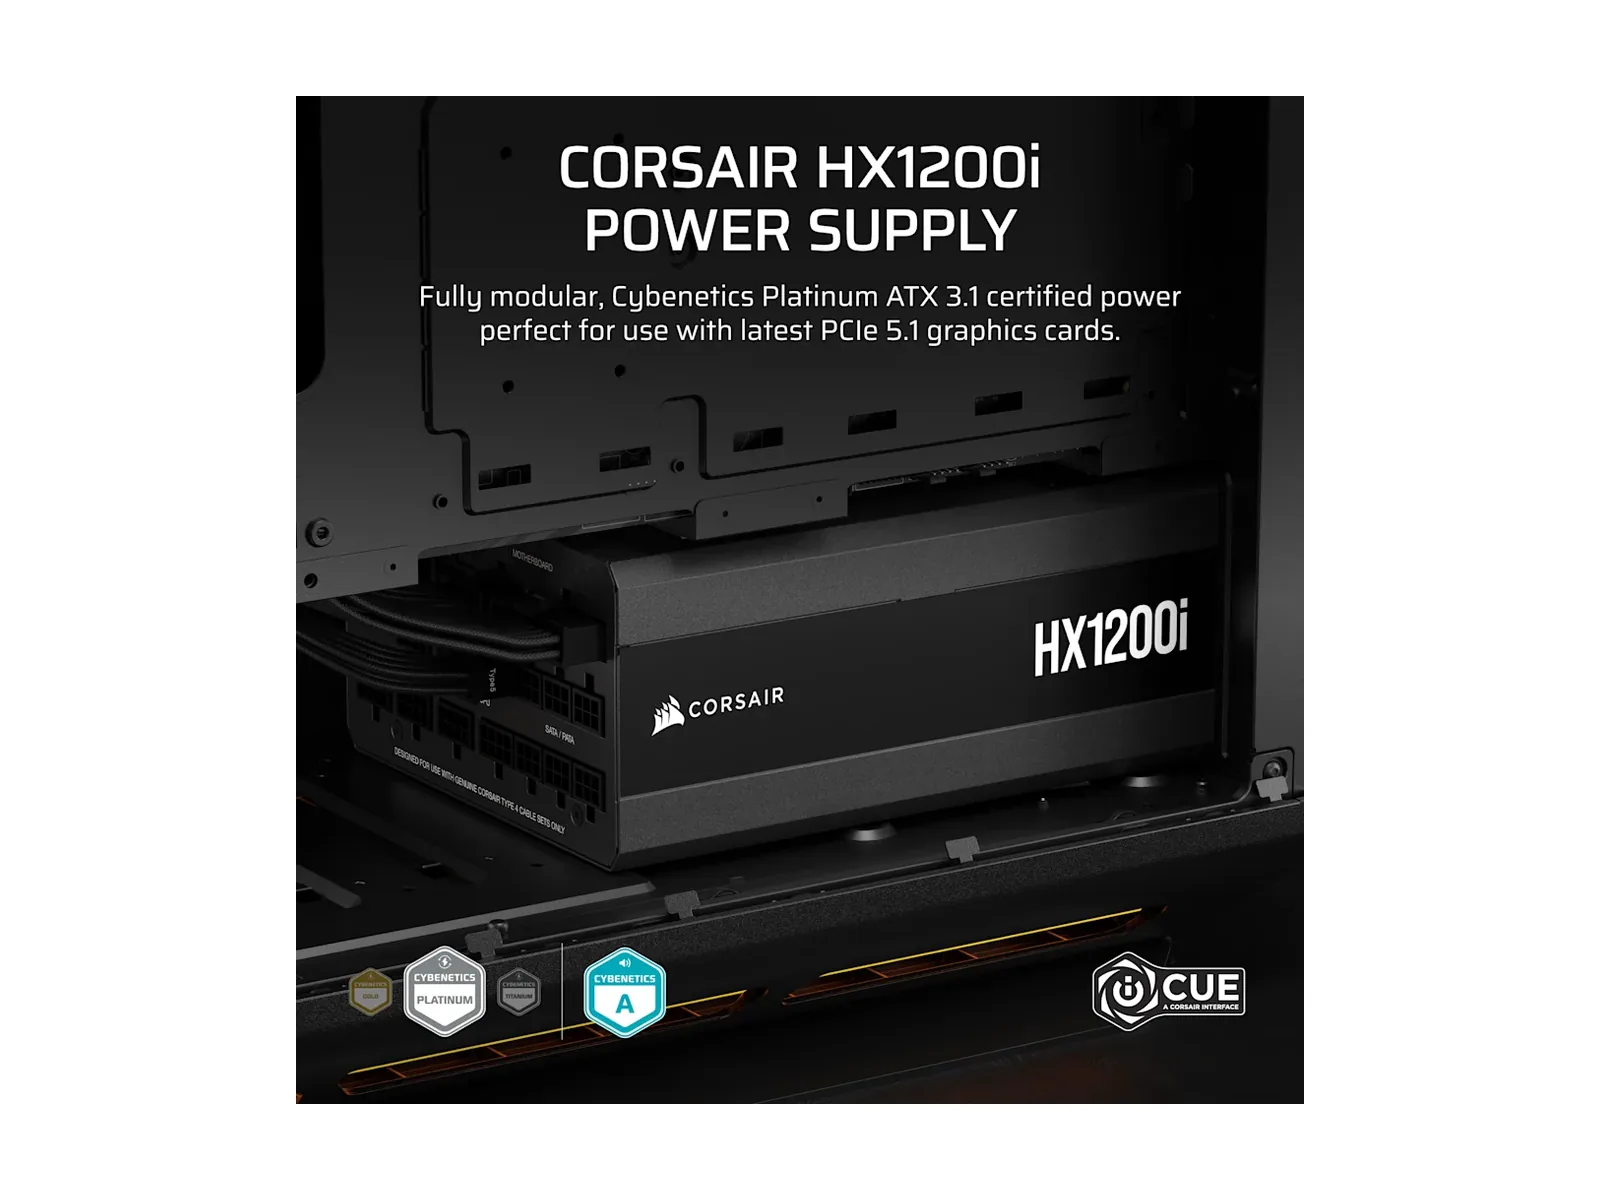 CORSAIR HX1200i
POWER SUPPLY
Fully modular, Cybenetics Platinum ATX 3.1 certified power
perfect for use with latest PCIe 5.1 graphics cards.
MOTHERBOARD
HX1200i
Type5
CORSAIR
SATA / PATA
DESIGNED FOR USE WITH GENUINE CORSAIR TYPE 4 CABLE SETS ONLY
CYBENETICS
GOLD
CYBENETICS
PLATINUM
CYBENETICS
TITANIUM
CYBENETICS
A
iCUE
A CORSAIR INTERFACE